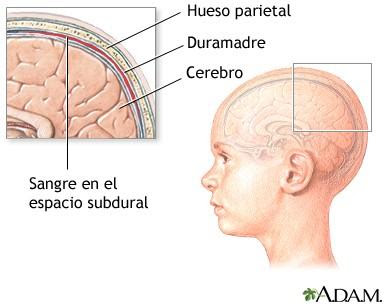 Hueso parietal
Duramadre
Cerebro
Sangre en el
espacio subdural
A.D.A.M.